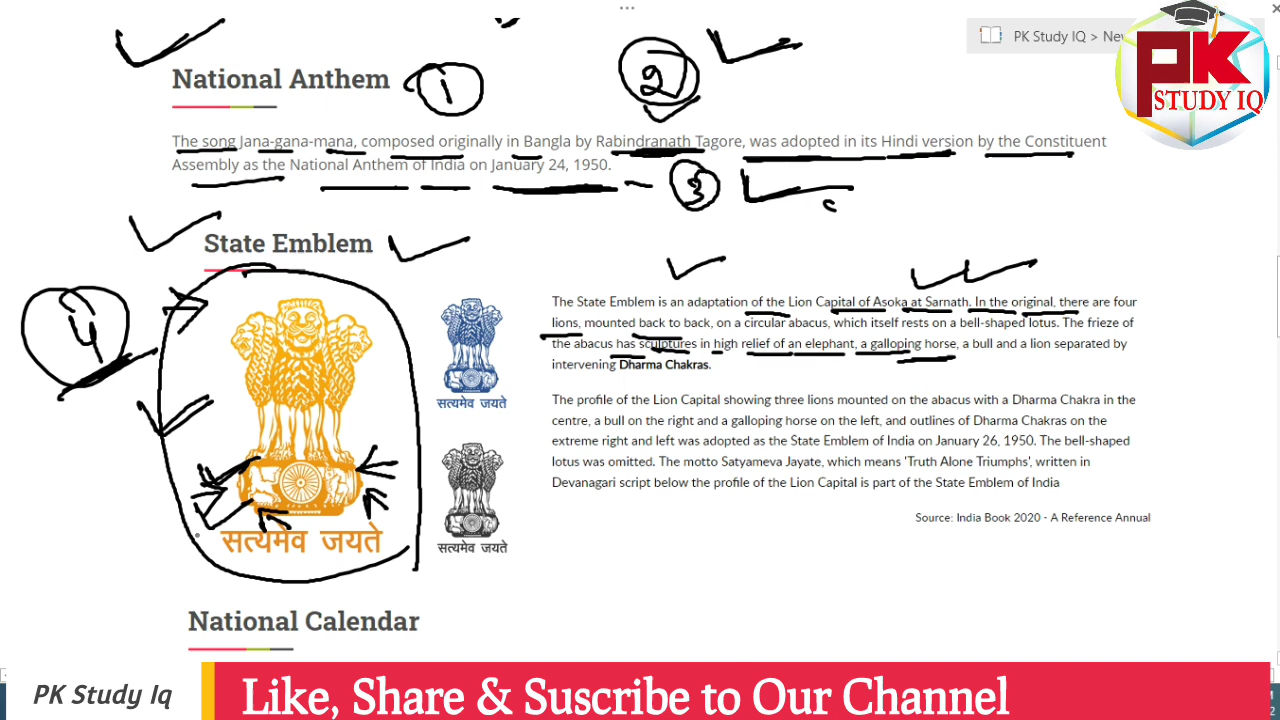 PK Study IQ > Ne
PK
STUDY IQ
National Anthem
1
2
The song Jana-gana-mana, composed originally in Bangla by Rabindranath Tagore, was adopted in its Hindi version by the Constituent
Assembly as the National Anthem of India on January 24, 1950.
3
State Emblem
4
The State Emblem is an adaptation of the Lion Capital of Asoka at Sarnath. In the original, there are four
lions, mounted back to back, on a circular abacus, which itself rests on a bell-shaped lotus. The frieze of
the abacus has sculptures in high relief of an elephant, a galloping horse, a bull and a lion separated by
intervening Dharma Chakras.
The profile of the Lion Capital showing three lions mounted on the abacus with a Dharma Chakra in the
centre, a bull on the right and a galloping horse on the left, and outlines of Dharma Chakras on the
extreme right and left was adopted as the State Emblem of India on January 26, 1950. The bell-shaped
lotus was omitted. The motto Satyameva Jayate, which means 'Truth Alone Triumphs', written in
Devanagari script below the profile of the Lion Capital is part of the State Emblem of India
Source: India Book 2020 - A Reference Annual
सत्यमेव जयते
सत्यमेव जयते
सत्यमेव जयते
National Calendar
PK Study Iq
Like, Share & Suscribe to Our Channel